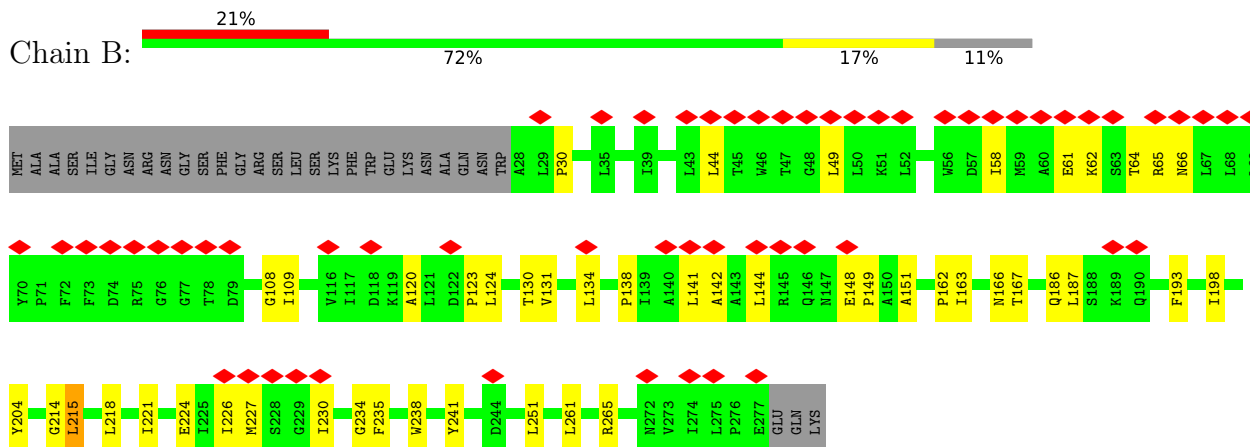 21%
Chain B:
72% 17% 11%
MET ALA ALA SER ILE GLY ASN ARG ASN GLY SER PHE GLY ARG SER LEU SER LYS PHE TRP GLU LYS ASN ALA GLN ASN TRP A28 L29 P30 L35 I39 L43 L44 T45 W46 T47 G48 L49 L50 K51 L52 W56 D57 I58 M59 A60 E61 K62 S63 T64 R65 N66 L67 L68
Y70 P71 F72 F73 D74 R75 G76 G77 T78 D79 G108 I109 V116 I117 D118 K119 A120 L121 D122 P123 L124 T130 V131 L134 P138 I139 A140 L141 A142 A143 L144 R145 Q146 N147 E148 P149 A150 A151 P162 I163 N166 T167 Q186 L187 S188 K189 Q190 F193 I198
Y204 G214 L215 L218 I221 E224 I225 I226 M227 S228 G229 I230 G234 F235 W238 Y241 D244 L251 L261 R265 N272 V273 I274 L275 P276 E277 GLU GLN LYS